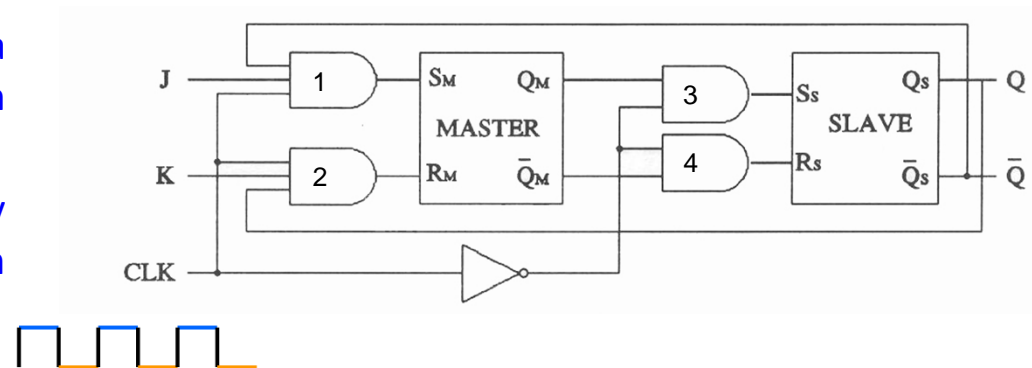 n
J 1 SM QM 3 Ss Qs Q
n MASTER SLAVE
K 2 RM Q̅M 4 Rs Q̅s Q̅
y
n
CLK